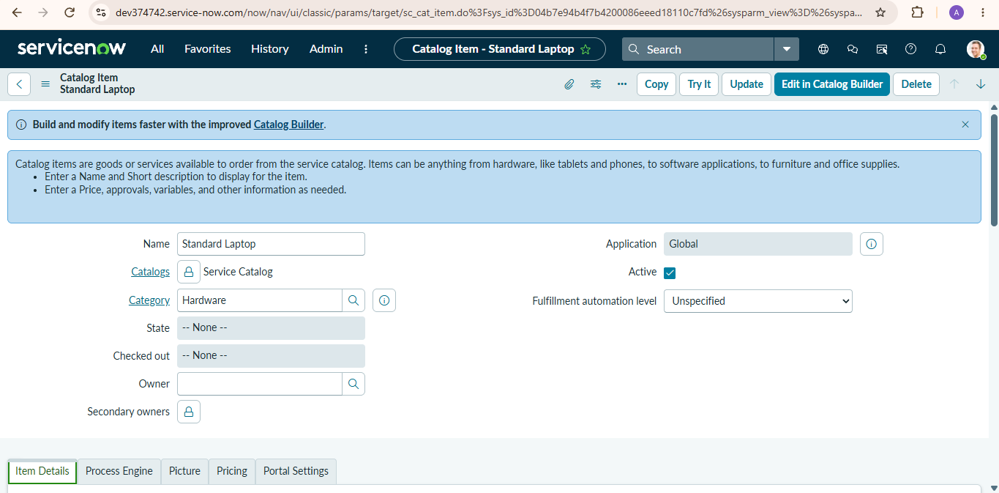 dev374742.service-now.com/now/nav/ui/classic/params/target/sc_cat_item.do%3Fsys_id%3D04b7e94b4f7b4200086eeed18110c7fd%26sysparm_view%3D%26syspa...
A
servicenow All Favorites History Admin Catalog Item - Standard Laptop Search
Catalog Item
Standard Laptop
Copy Try It Update Edit in Catalog Builder Delete
Build and modify items faster with the improved Catalog Builder.
Catalog items are goods or services available to order from the service catalog. Items can be anything from hardware, like tablets and phones, to software applications, to furniture and office supplies.
• Enter a Name and Short description to display for the item.
• Enter a Price, approvals, variables, and other information as needed.
Name Standard Laptop
Application Global
Catalogs Service Catalog
Active
Category Hardware
Fulfillment automation level Unspecified
State -- None --
Checked out -- None --
Owner
Secondary owners
Item Details Process Engine Picture Pricing Portal Settings